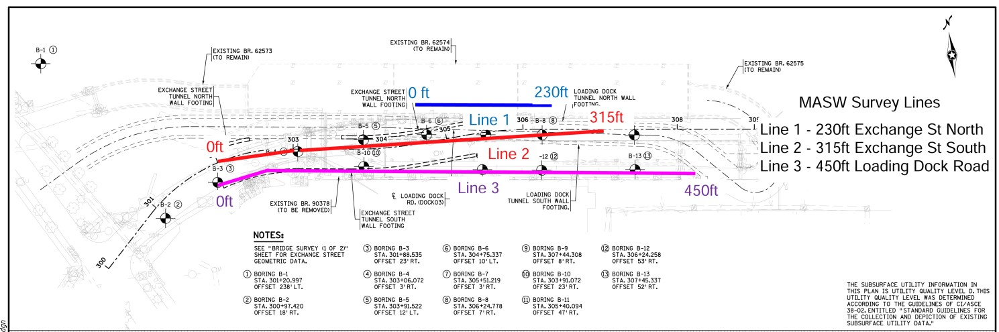 N
B-1 ①
EXISTING BR. 62573
(TO REMAIN)
EXISTING BR. 62574
(TO REMAIN)
EXISTING BR. 62575
(TO REMAIN)
EXCHANGE STREET
TUNNEL NORTH
WALL FOOTING
EXCHANGE STREET
TUNNEL NORTH
WALL FOOTING
0 ft
230ft
LOADING DOCK
TUNNEL NORTH WALL
FOOTING.
MASW Survey Lines
Line 1 - 230ft Exchange St North
Line 2 - 315ft Exchange St South
Line 3 - 450ft Loading Dock Road
B-5 ⑤
B-6 ⑥
Line 1
306
B-8 ⑧
315ft
308
309
0ft
303
304
305
B-4
Line 2
B-3 ③
B-10 ⑩
-12 ⑫
B-13 ⑬
0ft
Line 3
450ft
301
B-2 ②
300
EXISTING BR. 90378
(TO BE REMOVED)
℄ LOADING DOCK
RD. (DOCK03)
LOADING DOCK
TUNNEL SOUTH WALL
FOOTING.
EXCHANGE STREET
TUNNEL SOUTH
WALL FOOTING
NOTES:
SEE "BRIDGE SURVEY (1 OF 2)"
SHEET FOR EXCHANGE STREET
GEOMETRIC DATA.
① BORING B-1
STA. 301+20.997
OFFSET 238' LT.
② BORING B-2
STA. 300+97.420
OFFSET 18' RT.
③ BORING B-3
STA. 301+88.535
OFFSET 23' RT.
④ BORING B-4
STA. 303+06.072
OFFSET 3' RT.
⑤ BORING B-5
STA. 303+91.522
OFFSET 12' LT.
⑥ BORING B-6
STA. 304+75.337
OFFSET 10' LT.
⑦ BORING B-7
STA. 305+51.219
OFFSET 3' RT.
⑧ BORING B-8
STA. 306+24.778
OFFSET 7' RT.
⑨ BORING B-9
STA. 307+44.308
OFFSET 8' RT.
⑩ BORING B-10
STA. 303+91.072
OFFSET 23' RT.
⑪ BORING B-11
STA. 305+40.094
OFFSET 47' RT.
⑫ BORING B-12
STA. 306+24.258
OFFSET 53' RT.
⑬ BORING B-13
STA. 307+45.337
OFFSET 52' RT.
THE SUBSURFACE UTILITY INFORMATION IN
THIS PLAN IS UTILITY QUALITY LEVEL D. THIS
UTILITY QUALITY LEVEL WAS DETERMINED
ACCORDING TO THE GUIDELINES OF CI/ASCE
38-02, ENTITLED "STANDARD GUIDELINES FOR
THE COLLECTION AND DEPICTION OF EXISTING
SUBSURFACE UTILITY DATA."
dgn